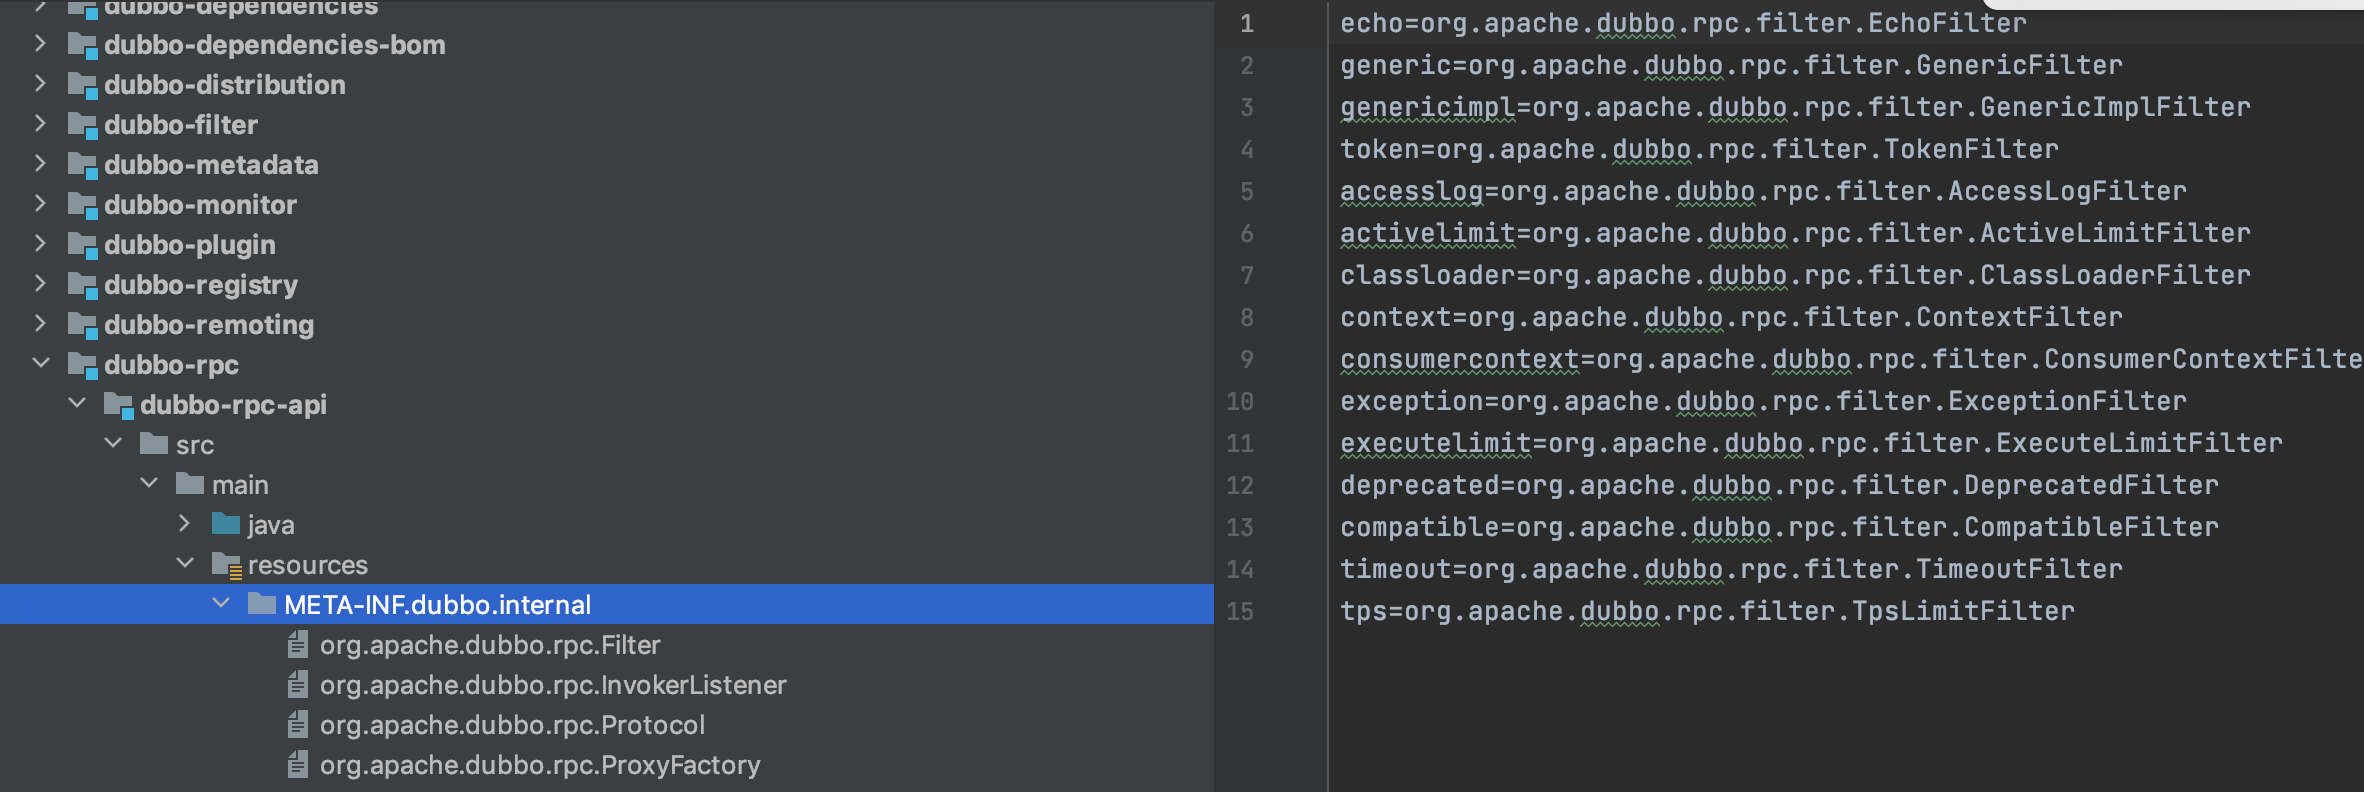 dubbo-dependencies
dubbo-dependencies-bom
dubbo-distribution
dubbo-filter
dubbo-metadata
dubbo-monitor
dubbo-plugin
dubbo-registry
dubbo-remoting
dubbo-rpc
dubbo-rpc-api
src
main
java
resources
META-INF.dubbo.internal
org.apache.dubbo.rpc.Filter
org.apache.dubbo.rpc.InvokerListener
org.apache.dubbo.rpc.Protocol
org.apache.dubbo.rpc.ProxyFactory
1 echo=org.apache.dubbo.rpc.filter.EchoFilter
2 generic=org.apache.dubbo.rpc.filter.GenericFilter
3 genericimpl=org.apache.dubbo.rpc.filter.GenericImplFilter
4 token=org.apache.dubbo.rpc.filter.TokenFilter
5 accesslog=org.apache.dubbo.rpc.filter.AccessLogFilter
6 activelimit=org.apache.dubbo.rpc.filter.ActiveLimitFilter
7 classloader=org.apache.dubbo.rpc.filter.ClassLoaderFilter
8 context=org.apache.dubbo.rpc.filter.ContextFilter
9 consumercontext=org.apache.dubbo.rpc.filter.ConsumerContextFilte
10 exception=org.apache.dubbo.rpc.filter.ExceptionFilter
11 executelimit=org.apache.dubbo.rpc.filter.ExecuteLimitFilter
12 deprecated=org.apache.dubbo.rpc.filter.DeprecatedFilter
13 compatible=org.apache.dubbo.rpc.filter.CompatibleFilter
14 timeout=org.apache.dubbo.rpc.filter.TimeoutFilter
15 tps=org.apache.dubbo.rpc.filter.TpsLimitFilter